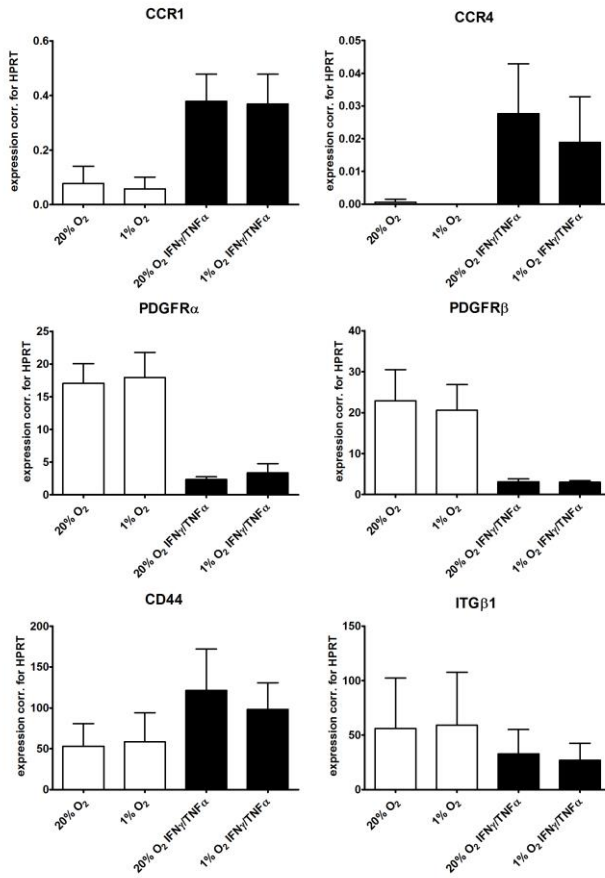 CCR1
expression corr. for HPRT
0.6
0.4
0.2
0.0
20% O₂
1% O₂
20% O₂ IFNγ/TNFα
1% O₂ IFNγ/TNFα
CCR4
expression corr. for HPRT
0.05
0.04
0.03
0.02
0.01
0.00
20% O₂
1% O₂
20% O₂ IFNγ/TNFα
1% O₂ IFNγ/TNFα
PDGFRα
expression corr. for HPRT
25
20
15
10
5
0
20% O₂
1% O₂
20% O₂ IFNγ/TNFα
1% O₂ IFNγ/TNFα
PDGFRβ
expression corr. for HPRT
40
30
20
10
0
20% O₂
1% O₂
20% O₂ IFNγ/TNFα
1% O₂ IFNγ/TNFα
CD44
expression corr. for HPRT
200
150
100
50
0
20% O₂
1% O₂
20% O₂ IFNγ/TNFα
1% O₂ IFNγ/TNFα
ITGβ1
expression corr. for HPRT
150
100
50
0
20% O₂
1% O₂
20% O₂ IFNγ/TNFα
1% O₂ IFNγ/TNFα